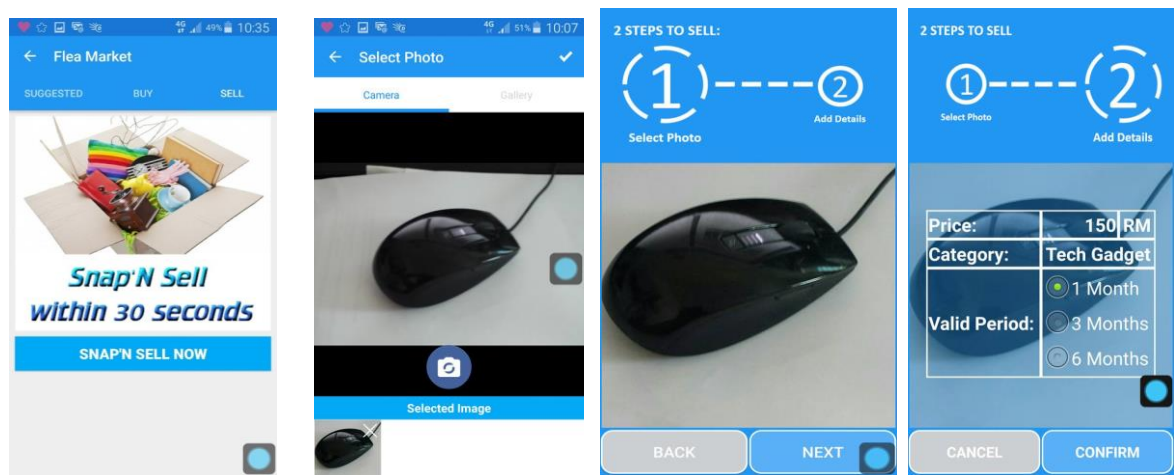 4G 49% 10:35
← Flea Market
SUGGESTED BUY SELL
Snap'N Sell
within 30 seconds
SNAP'N SELL NOW
4G 51% 10:07
← Select Photo
Camera Gallery
Selected Image
2 STEPS TO SELL:
1 2
Select Photo Add Details
BACK NEXT
2 STEPS TO SELL
1 2
Select Photo Add Details
Price: 150 RM
Category: Tech Gadget
Valid Period: 1 Month
3 Months
6 Months
CANCEL CONFIRM